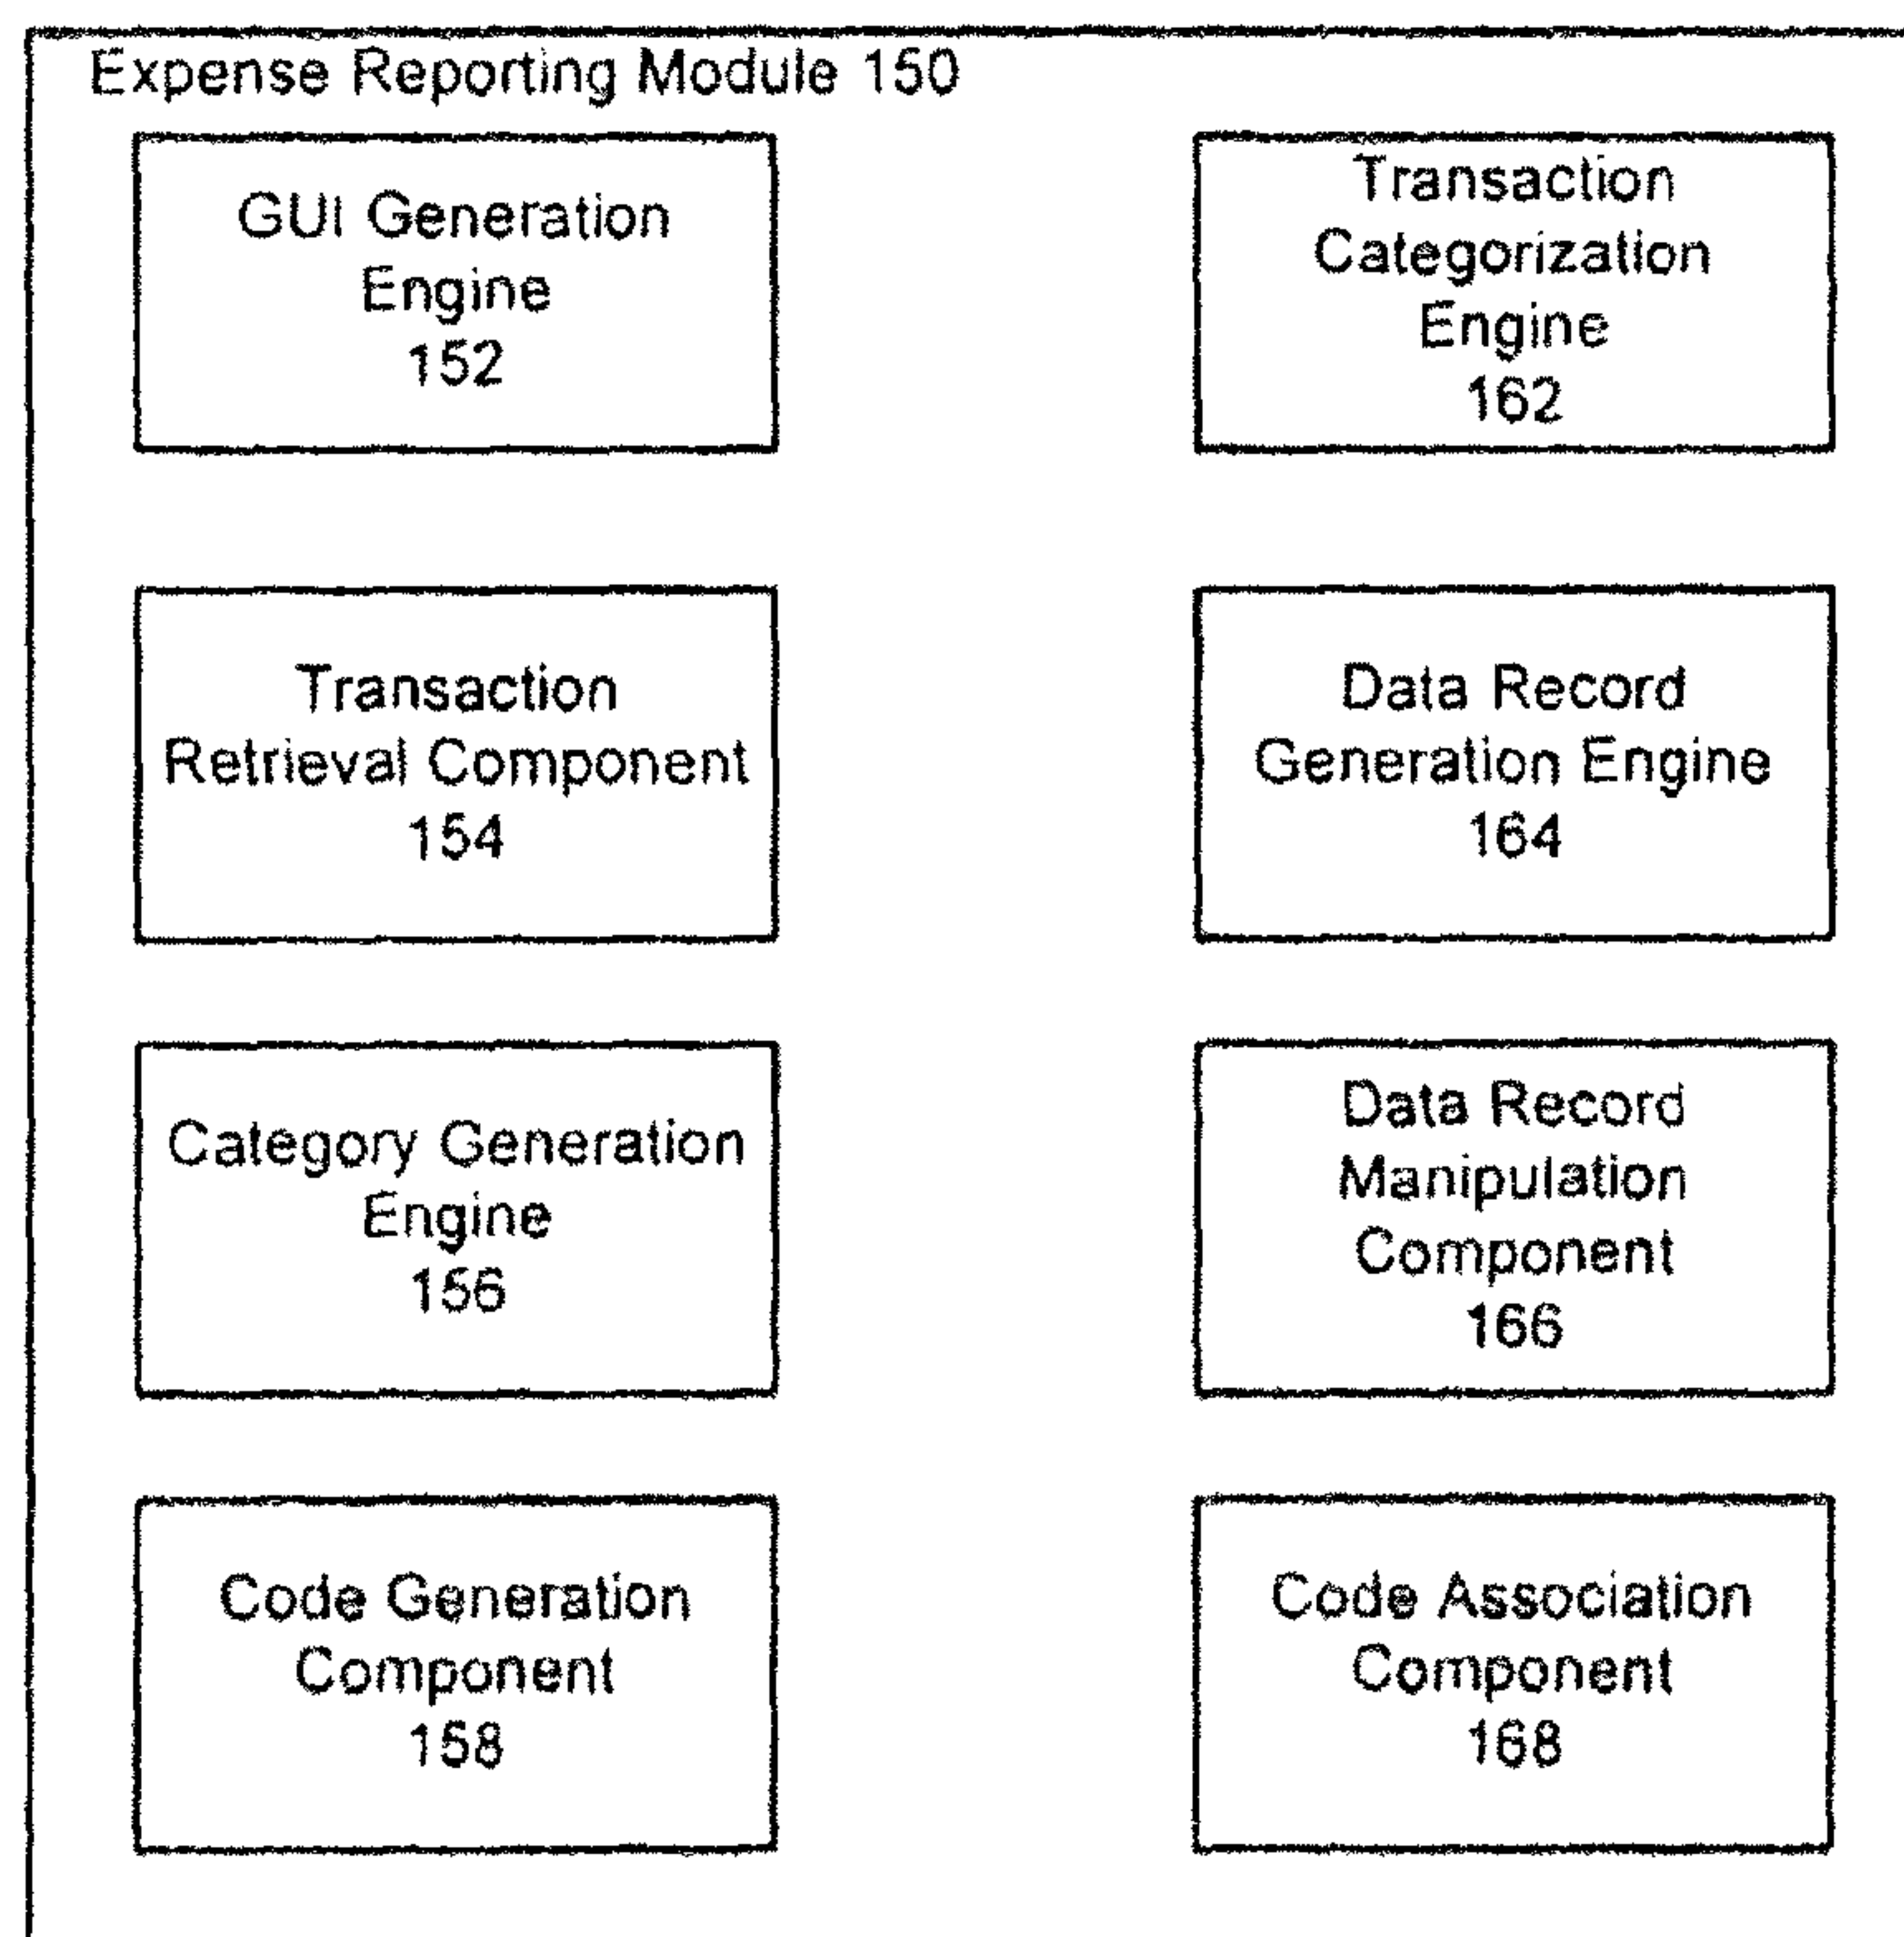 Expense Reporting Module 150
GUI Generation
Engine
152
Transaction
Categorization
Engine
162
Transaction
Retrieval Component
154
Data Record
Generation Engine
164
Category Generation
Engine
156
Data Record
Manipulation
Component
166
Code Generation
Component
158
Code Association
Component
168